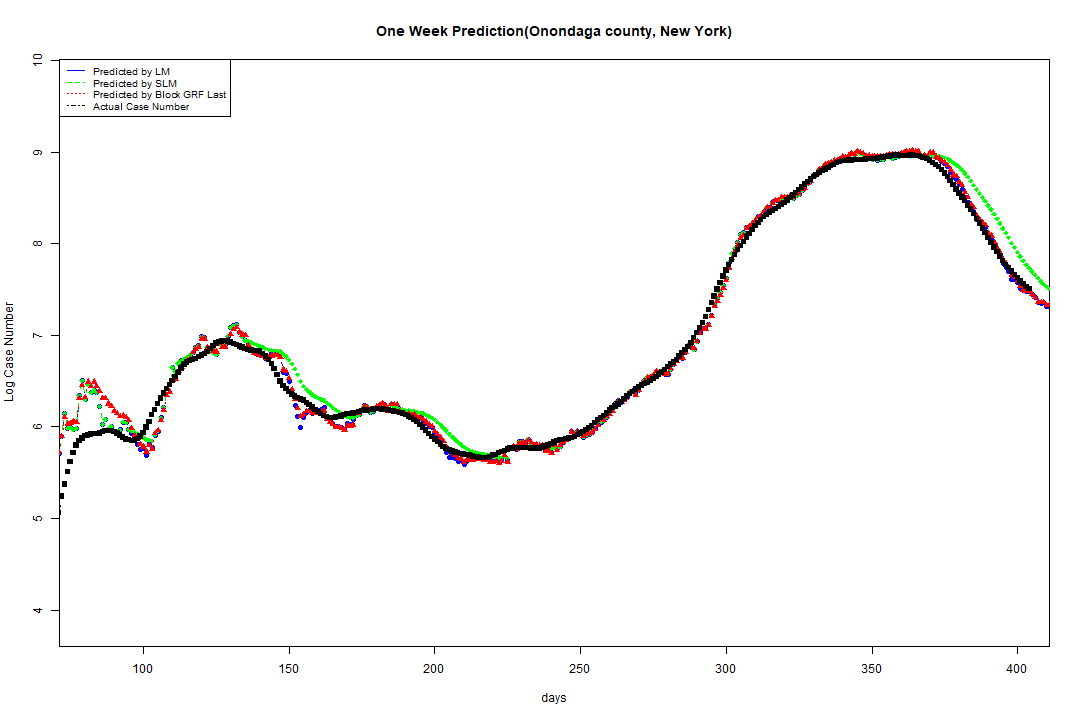 One Week Prediction(Onondaga county, New York)
Predicted by LM
Predicted by SLM
Predicted by Block GRF Last
Actual Case Number
10
9
8
7
6
5
4
Log Case Number
100 150 200 250 300 350 400
days